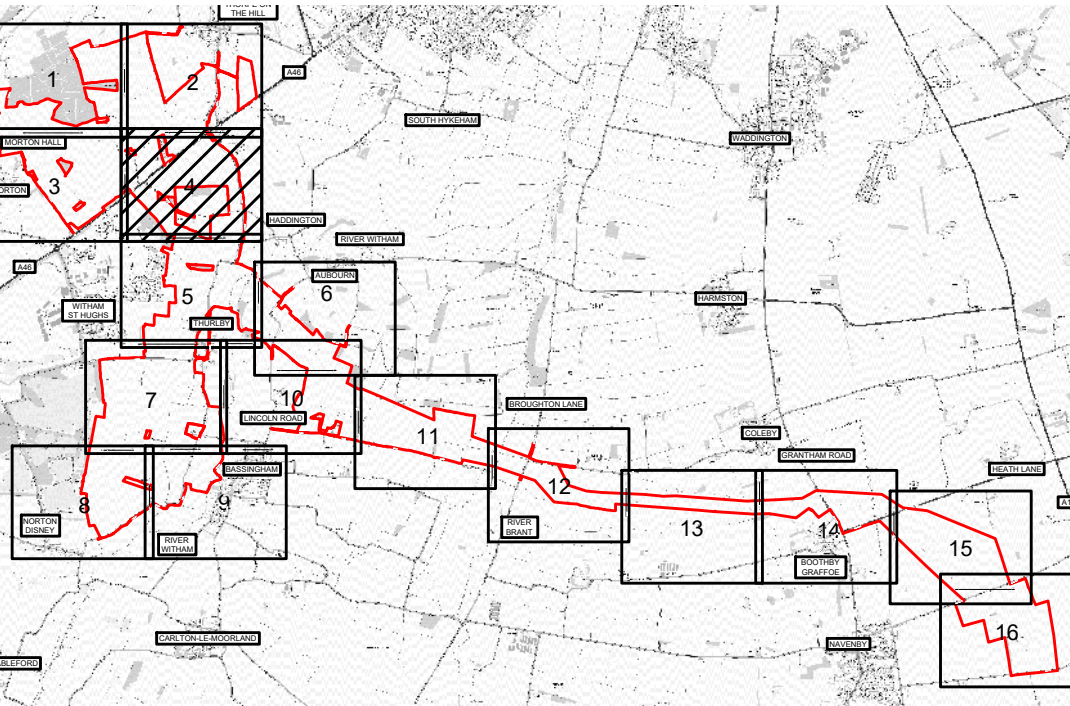 THE HILL
1
2
A46
SOUTH HYKEHAM
WADDINGTON
MORTON HALL
3
4
HADDINGTON
RIVER WITHAM
A46
AUBOURN
6
5
HARMSTON
WITHAM
ST HUGHS
THURLBY
7
10
BROUGHTON LANE
LINCOLN ROAD
11
COLEBY
GRANTHAM ROAD
BASSINGHAM
HEATH LANE
12
8
9
NORTON
DISNEY
RIVER
BRANT
13
14
RIVER
WITHAM
15
BOOTHBY
GRAFFOE
CARLTON-LE-MOORLAND
NAVENBY
16